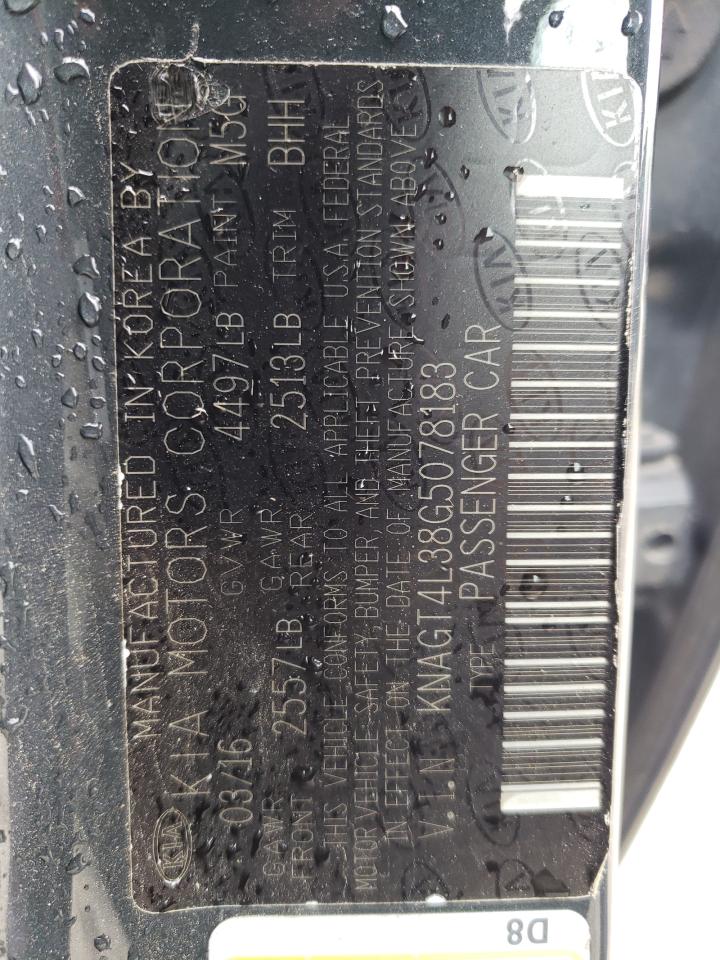 MANUFACTURED IN KOREA BY
KIA KIA MOTORS CORPORATION
03/16 GVWR 4497LB PAINT M5G
GAWR FRONT 2557LB GAWR REAR 2513LB TRIM BHH
THIS VEHICLE CONFORMS TO ALL APPLICABLE U.S.A. FEDERAL
MOTOR VEHICLE SAFETY, BUMPER AND THEFT PREVENTION STANDARDS
IN EFFECT ON THE DATE OF MANUFACTURE SHOWN ABOVE
V.I.N KNAGT4L38G5078183
TYPE PASSENGER CAR
D8